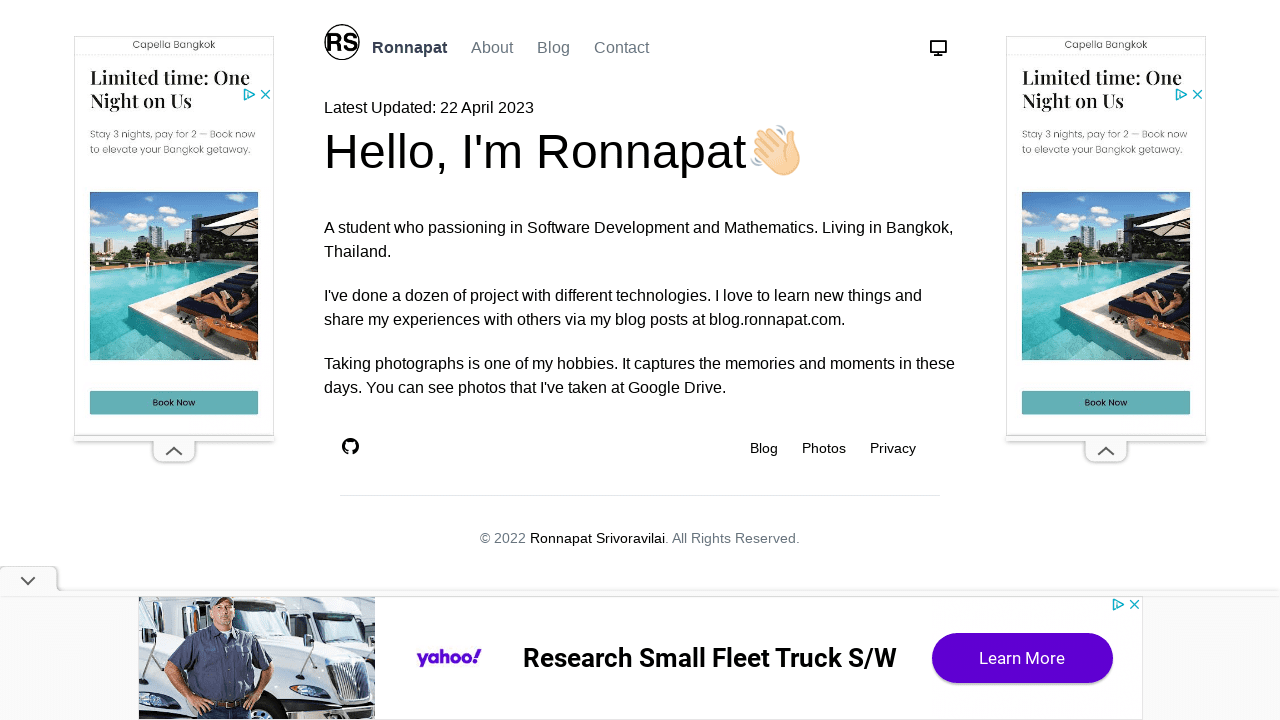 Capella Bangkok
Limited time: One
Night on Us
Stay 3 nights, pay for 2 — Book now
to elevate your Bangkok getaway.
Book Now
RS
Ronnapat
About
Blog
Contact
Latest Updated: 22 April 2023
Hello, I'm Ronnapat
A student who passioning in Software Development and Mathematics. Living in Bangkok,
Thailand.
I've done a dozen of project with different technologies. I love to learn new things and
share my experiences with others via my blog posts at blog.ronnapat.com.
Taking photographs is one of my hobbies. It captures the memories and moments in these
days. You can see photos that I've taken at Google Drive.
Blog
Photos
Privacy
© 2022 Ronnapat Srivoravilai. All Rights Reserved.
Capella Bangkok
Limited time: One
Night on Us
Stay 3 nights, pay for 2 — Book now
to elevate your Bangkok getaway.
Book Now
yahoo!
Research Small Fleet Truck S/W
Learn More